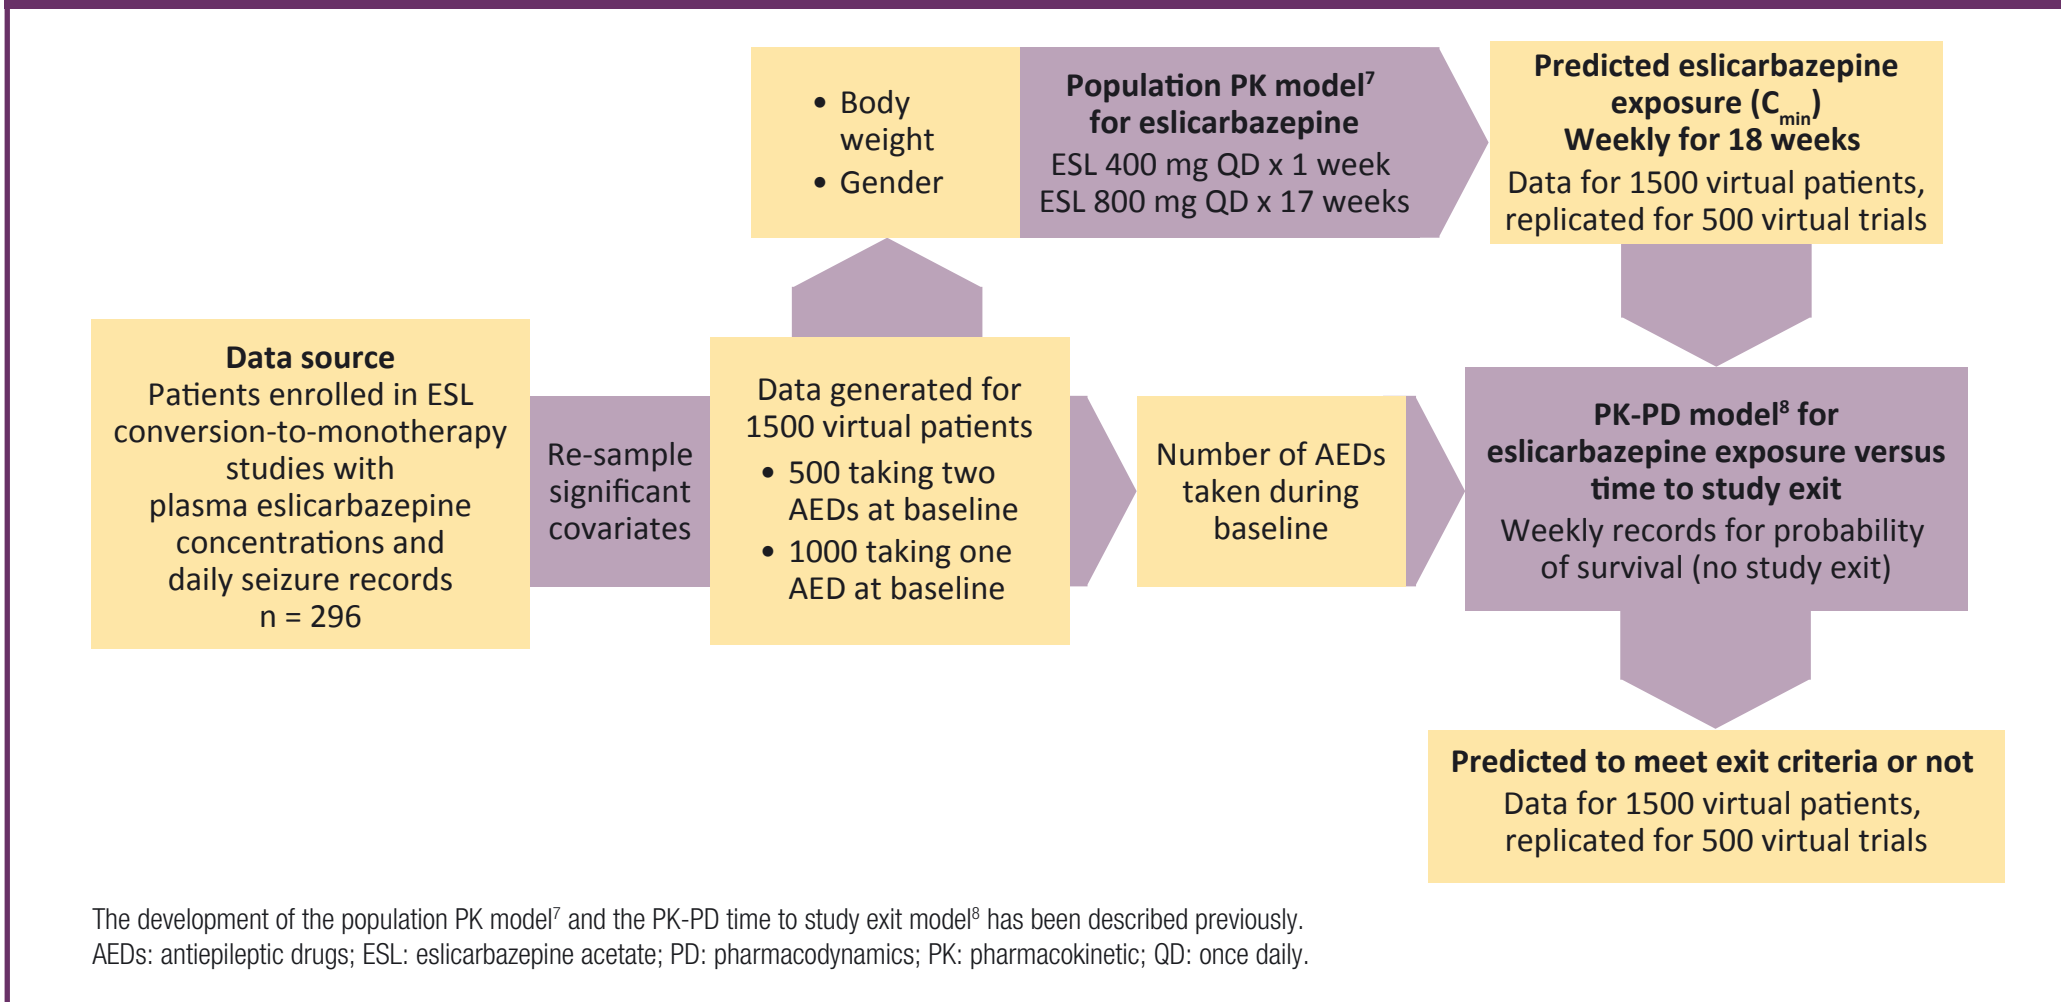 Data source
Patients enrolled in ESL
conversion-to-monotherapy
studies with
plasma eslicarbazepine
concentrations and
daily seizure records
n = 296
Re-sample
significant
covariates
Data generated for
1500 virtual patients
• 500 taking two
AEDs at baseline
• 1000 taking one
AED at baseline
• Body
weight
• Gender
Population PK model⁷
for eslicarbazepine
ESL 400 mg QD x 1 week
ESL 800 mg QD x 17 weeks
Predicted eslicarbazepine
exposure (Cmin)
Weekly for 18 weeks
Data for 1500 virtual patients,
replicated for 500 virtual trials
Number of AEDs
taken during
baseline
PK-PD model⁸ for
eslicarbazepine exposure versus
time to study exit
Weekly records for probability
of survival (no study exit)
Predicted to meet exit criteria or not
Data for 1500 virtual patients,
replicated for 500 virtual trials
The development of the population PK model⁷ and the PK-PD time to study exit model⁸ has been described previously.
AEDs: antiepileptic drugs; ESL: eslicarbazepine acetate; PD: pharmacodynamics; PK: pharmacokinetic; QD: once daily.